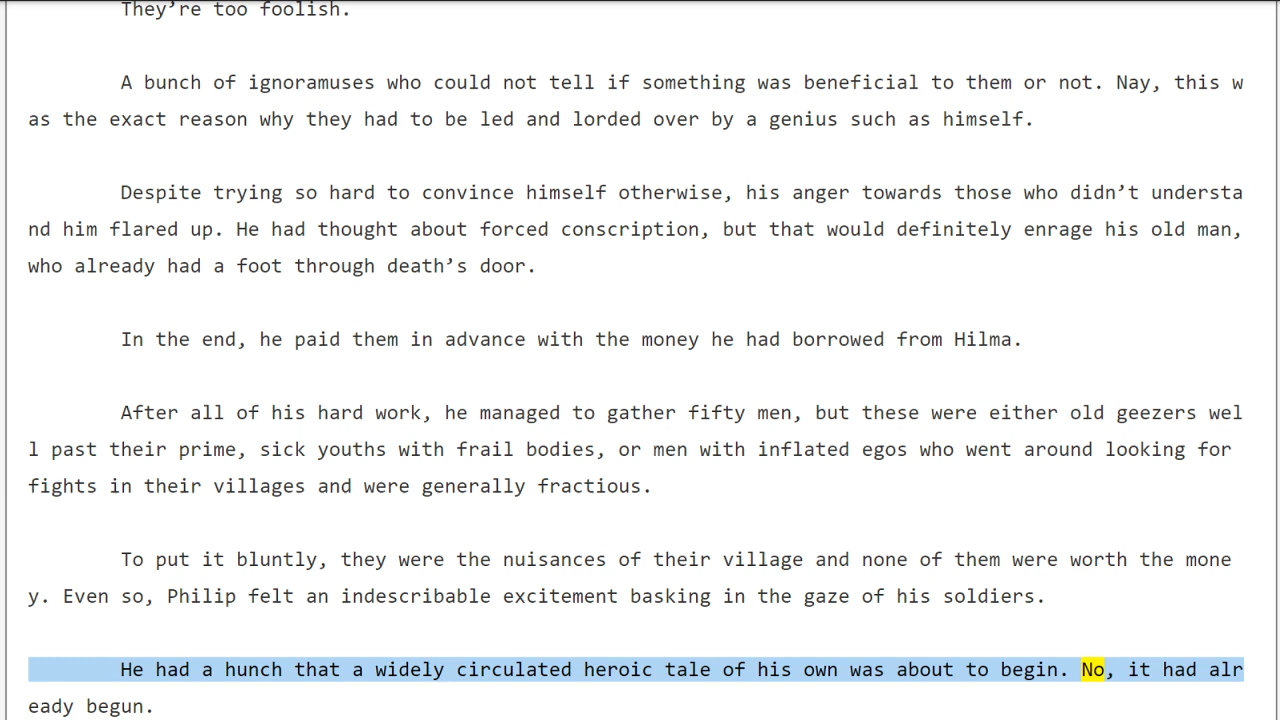 They’re too foolish.
A bunch of ignoramuses who could not tell if something was beneficial to them or not. Nay, this w
as the exact reason why they had to be led and lorded over by a genius such as himself.
Despite trying so hard to convince himself otherwise, his anger towards those who didn’t understa
nd him flared up. He had thought about forced conscription, but that would definitely enrage his old man,
who already had a foot through death’s door.
In the end, he paid them in advance with the money he had borrowed from Hilma.
After all of his hard work, he managed to gather fifty men, but these were either old geezers wel
l past their prime, sick youths with frail bodies, or men with inflated egos who went around looking for
fights in their villages and were generally fractious.
To put it bluntly, they were the nuisances of their village and none of them were worth the mone
y. Even so, Philip felt an indescribable excitement basking in the gaze of his soldiers.
He had a hunch that a widely circulated heroic tale of his own was about to begin. No, it had alr
eady begun.